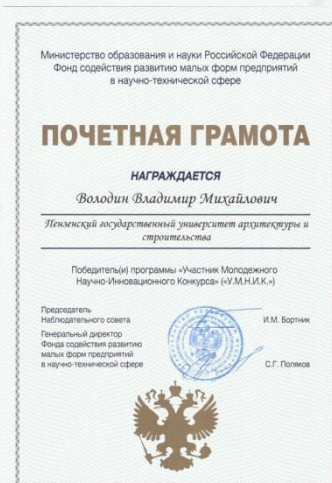 Министерство образования и науки Российской Федерации
Фонд содействия развитию малых форм предприятий
в научно-технической сфере
ПОЧЕТНАЯ ГРАМОТА
НАГРАЖДАЕТСЯ
Володин Владимир Михайлович
Пензенский государственный университет архитектуры и
строительства
Победитель(и) программы «Участник Молодежного
Научно-Инновационного Конкурса» («У.М.Н.И.К.»)
Председатель
Наблюдательного совета
И.М. Бортник
Генеральный директор
Фонда содействия развитию
малых форм предприятий
в научно-технической сфере
С.Г. Поляков